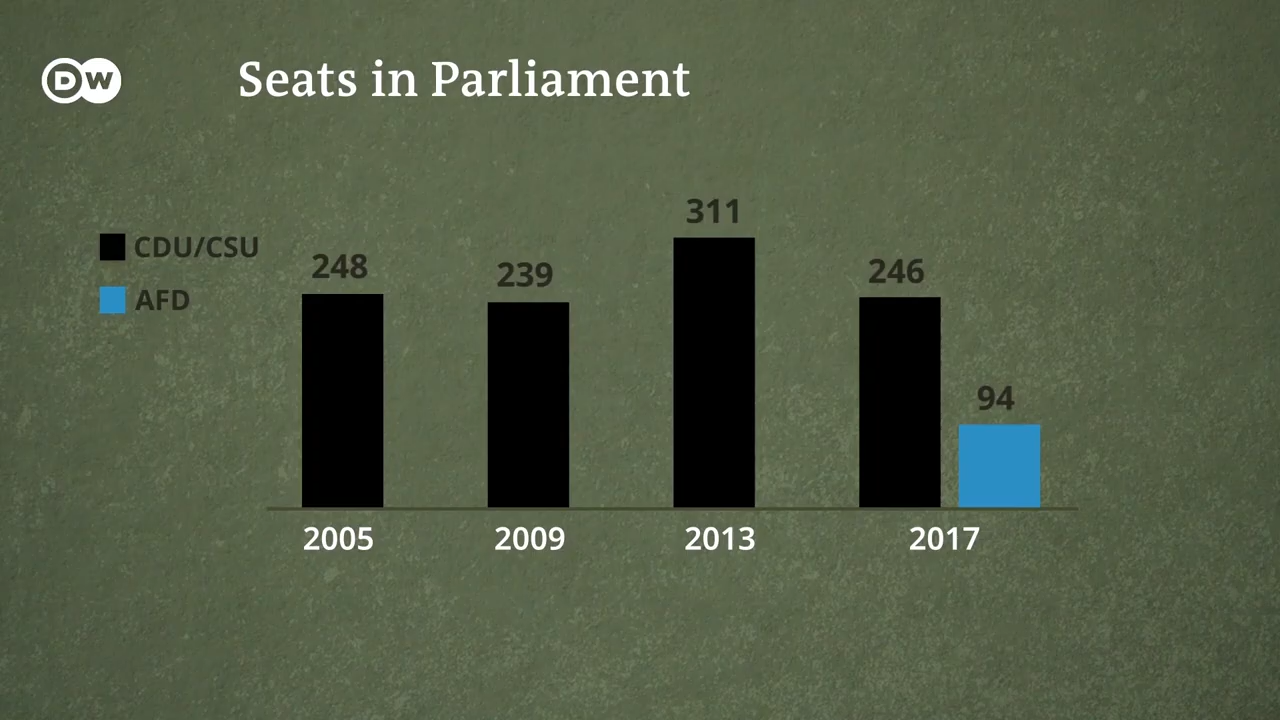 DW
Seats in Parliament
CDU/CSU
AFD
248
239
311
246
94
2005
2009
2013
2017